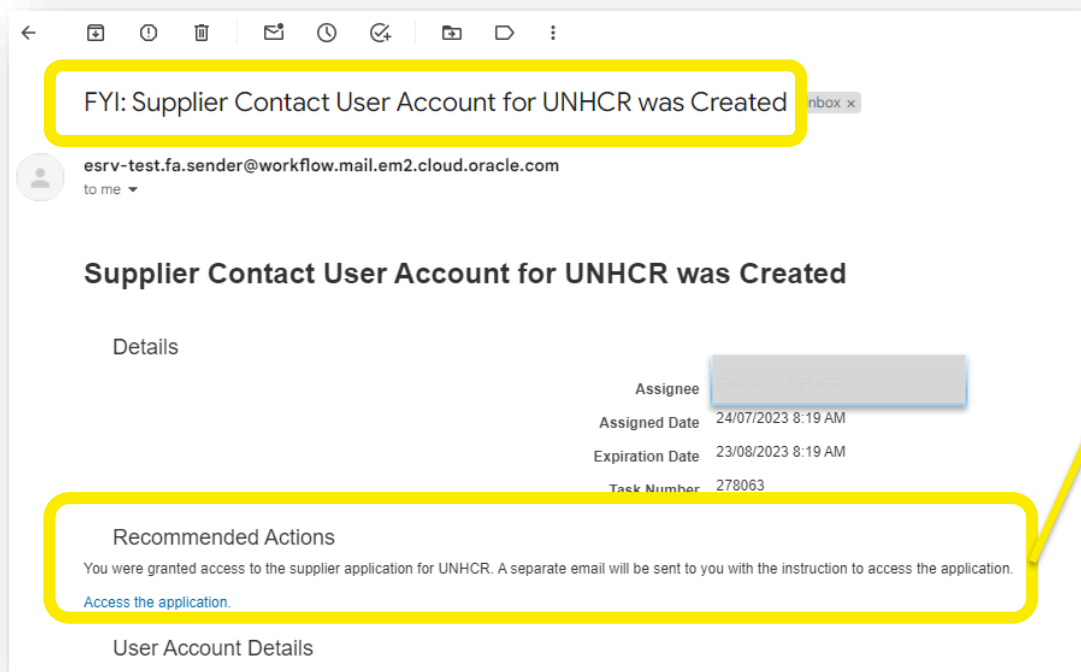 FYI: Supplier Contact User Account for UNHCR was Created nbox ×
esrv-test.fa.sender@workflow.mail.em2.cloud.oracle.com
to me
Supplier Contact User Account for UNHCR was Created
Details
Assignee
Assigned Date 24/07/2023 8:19 AM
Expiration Date 23/08/2023 8:19 AM
Task Number 278063
Recommended Actions
You were granted access to the supplier application for UNHCR. A separate email will be sent to you with the instruction to access the application.
Access the application.
User Account Details